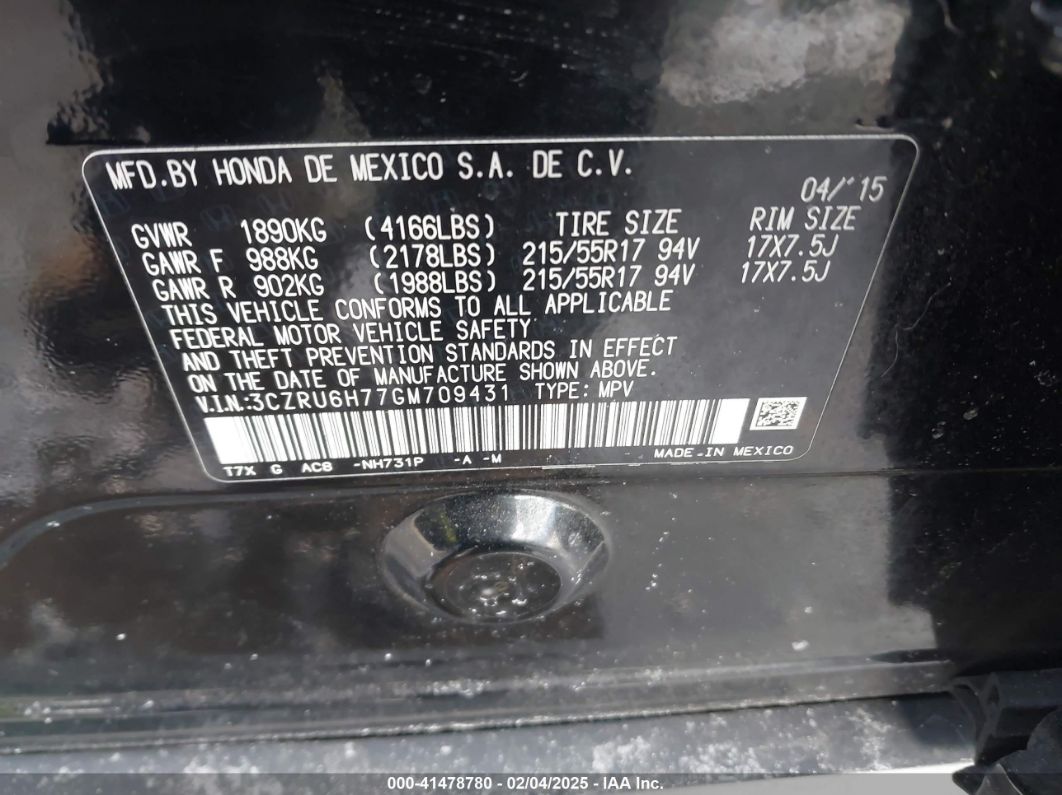 MFD.BY HONDA DE MEXICO S.A. DE C.V.
04/'15
GVWR 1890KG (4166LBS) TIRE SIZE RIM SIZE
GAWR F 988KG (2178LBS) 215/55R17 94V 17X7.5J
GAWR R 902KG (1988LBS) 215/55R17 94V 17X7.5J
THIS VEHICLE CONFORMS TO ALL APPLICABLE
FEDERAL MOTOR VEHICLE SAFETY
AND THEFT PREVENTION STANDARDS IN EFFECT
ON THE DATE OF MANUFACTURE SHOWN ABOVE.
V.I.N.:3CZRU6H77GM709431 TYPE: MPV
T7X G AC8 -NH731P -A -M MADE IN MEXICO
000-41478780 - 02/04/2025 - IAA Inc.